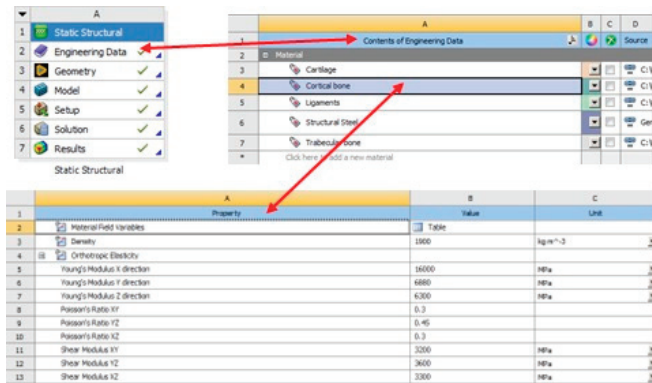 A
1 Static Structural
2 Engineering Data
3 Geometry
4 Model
5 Setup
6 Solution
7 Results
Static Structural
A B C D
1 Contents of Engineering Data Source
2 Material
3 Cartilage C:\
4 Cortical bone C:\
5 Ligaments C:\
6 Structural Steel Ger
7 Trabecular bone C:\
* Click here to add a new material
A B C
1 Property Value Unit
2 Material Field Variables Table
3 Density 1800 kg m^-3
4 Orthotropic Elasticity
5 Young's Modulus X direction 16000 MPa
6 Young's Modulus Y direction 6880 MPa
7 Young's Modulus Z direction 6300 MPa
8 Poisson's Ratio XY 0.3
9 Poisson's Ratio YZ 0.45
10 Poisson's Ratio XZ 0.3
11 Shear Modulus XY 3200 MPa
12 Shear Modulus YZ 3600 MPa
13 Shear Modulus XZ 3300 MPa